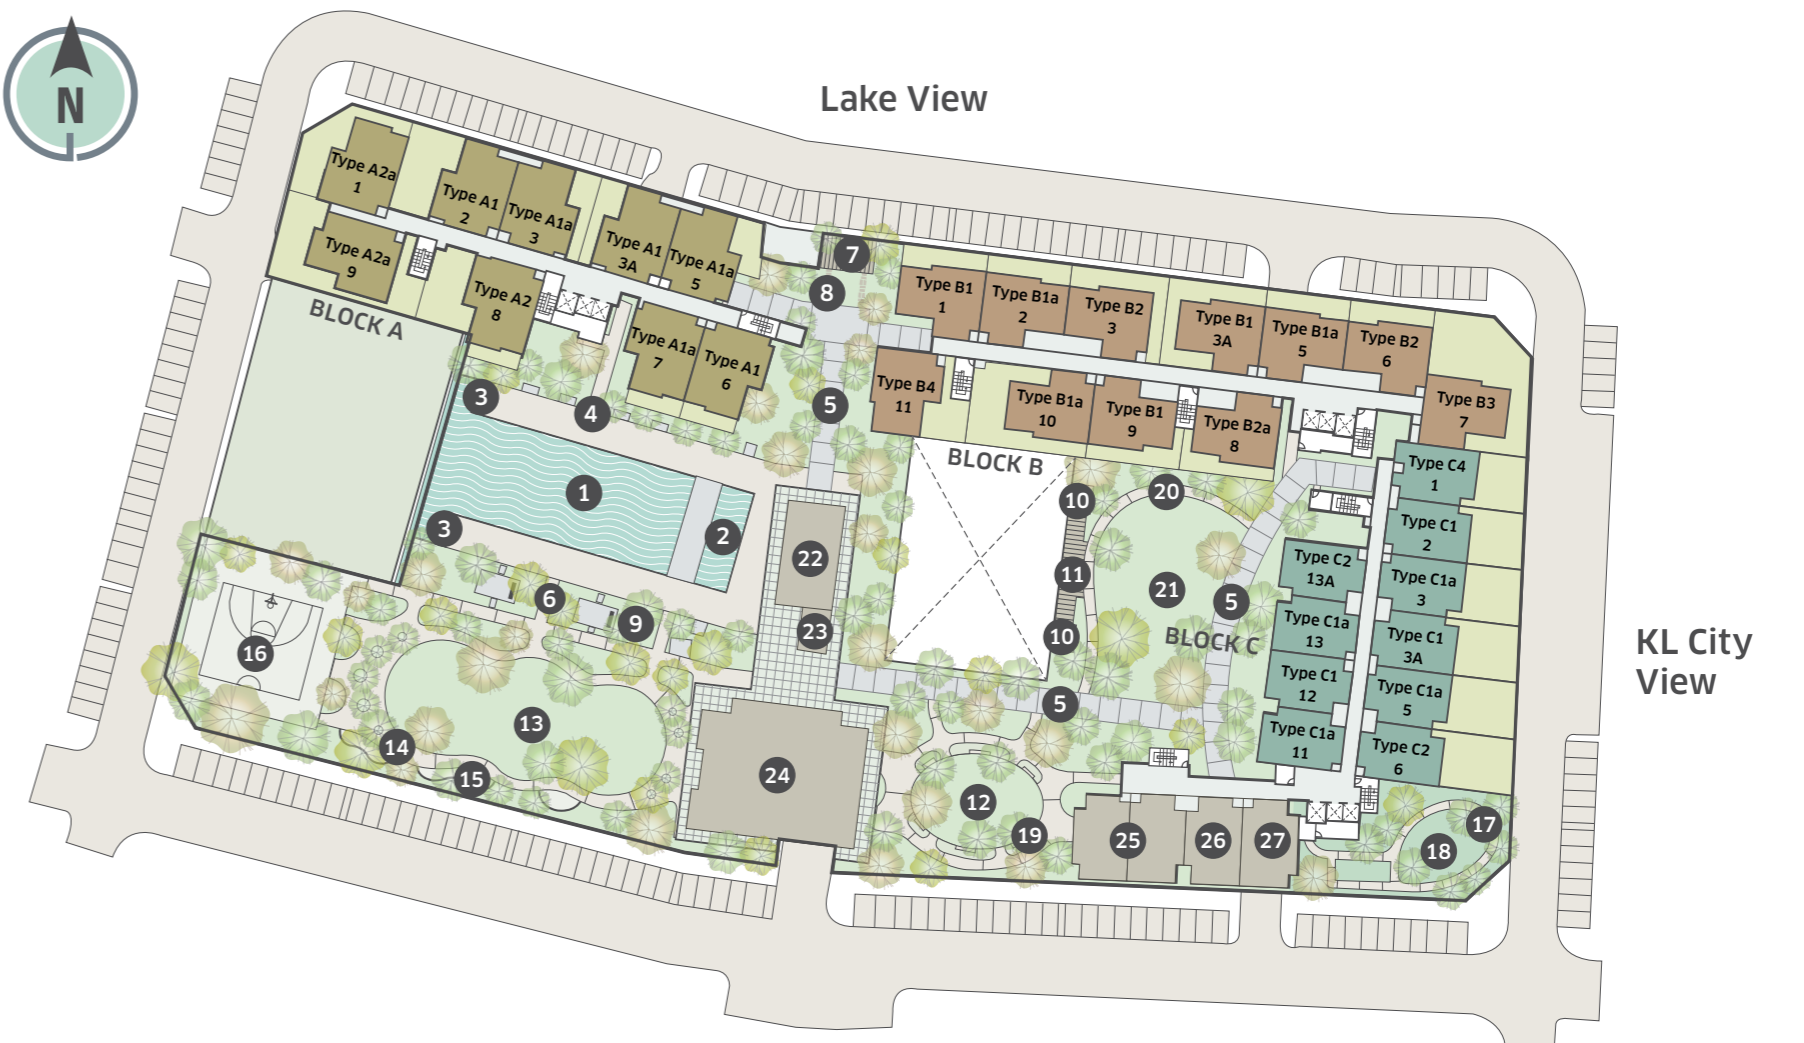 N
Lake View
KL City
View
BLOCK A
Type A2a
1
Type A1
2
Type A1a
3
Type A1
3A
Type A1a
5
Type A2a
9
Type A2
8
Type A1a
7
Type A1
6
BLOCK B
Type B1
1
Type B1a
2
Type B2
3
Type B1
3A
Type B1a
5
Type B2
6
Type B3
7
Type B4
11
Type B1a
10
Type B1
9
Type B2a
8
BLOCK C
Type C4
1
Type C1
2
Type C1a
3
Type C1
3A
Type C1a
5
Type C2
6
Type C2
13A
Type C1a
13
Type C1
12
Type C1a
11
7
8
3
4
5
1
2
3
6
9
22
23
10
20
11
21
5
10
5
16
13
14
15
24
12
19
25
26
27
17
18